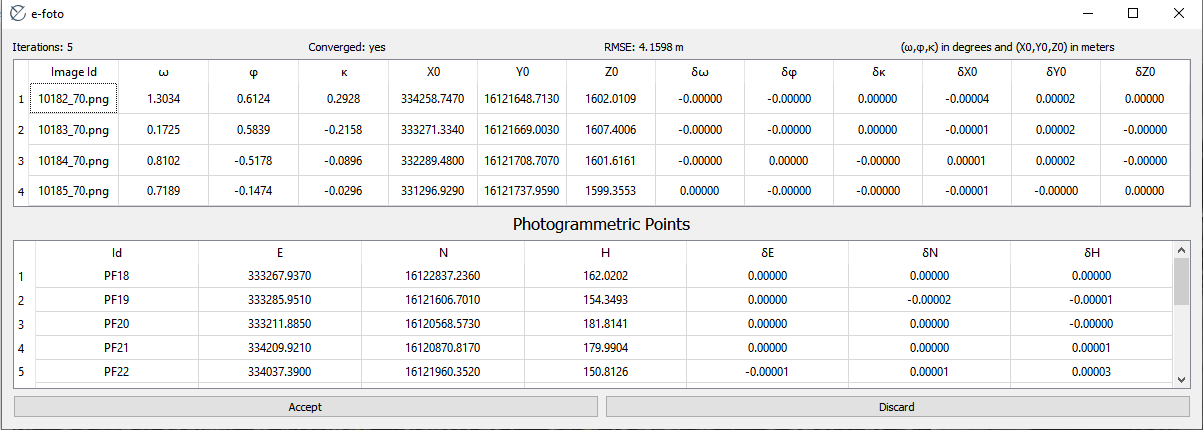 e-foto
Iterations: 5 Converged: yes RMSE: 4.1598 m (ω,φ,κ) in degrees and (X0,Y0,Z0) in meters
Image Id ω φ κ X0 Y0 Z0 δω δφ δκ δX0 δY0 δZ0
1 10182_70.png 1.3034 0.6124 0.2928 334258.7470 16121648.7130 1602.0109 -0.00000 -0.00000 0.00000 -0.00004 0.00002 0.00000
2 10183_70.png 0.1725 0.5839 -0.2158 333271.3340 16121669.0030 1607.4006 -0.00000 -0.00000 0.00000 -0.00001 0.00002 -0.00000
3 10184_70.png 0.8102 -0.5178 -0.0896 332289.4800 16121708.7070 1601.6161 -0.00000 0.00000 -0.00000 0.00001 0.00002 -0.00000
4 10185_70.png 0.7189 -0.1474 -0.0296 331296.9290 16121737.9590 1599.3553 0.00000 -0.00000 -0.00000 -0.00001 -0.00000 0.00000
Photogrammetric Points
Id E N H δE δN δH
1 PF18 333267.9370 16122837.2360 162.0202 0.00000 0.00000 0.00000
2 PF19 333285.9510 16121606.7010 154.3493 0.00000 -0.00002 -0.00001
3 PF20 333211.8850 16120568.5730 181.8141 0.00000 0.00000 -0.00000
4 PF21 334209.9210 16120870.8170 179.9904 0.00000 0.00000 0.00001
5 PF22 334037.3900 16121960.3520 150.8126 -0.00001 0.00001 0.00003
Accept Discard